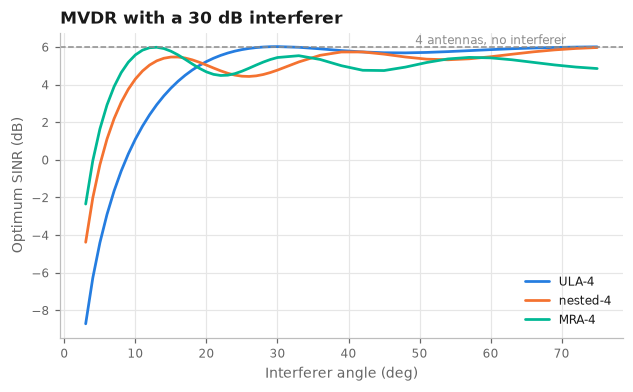 MVDR with a 30 dB interferer
4 antennas, no interferer
6
4
2
0
−2
−4
−6
−8
Optimum SINR (dB)
ULA-4
nested-4
MRA-4
0 10 20 30 40 50 60 70
Interferer angle (deg)